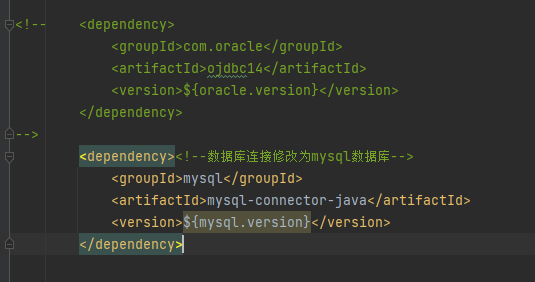 <!--     <dependency>
            <groupId>com.oracle</groupId>
            <artifactId>ojdbc14</artifactId>
            <version>${oracle.version}</version>
        </dependency>
-->
        <dependency><!--数据库连接修改为mysql数据库-->
            <groupId>mysql</groupId>
            <artifactId>mysql-connector-java</artifactId>
            <version>${mysql.version}</version>
        </dependency>